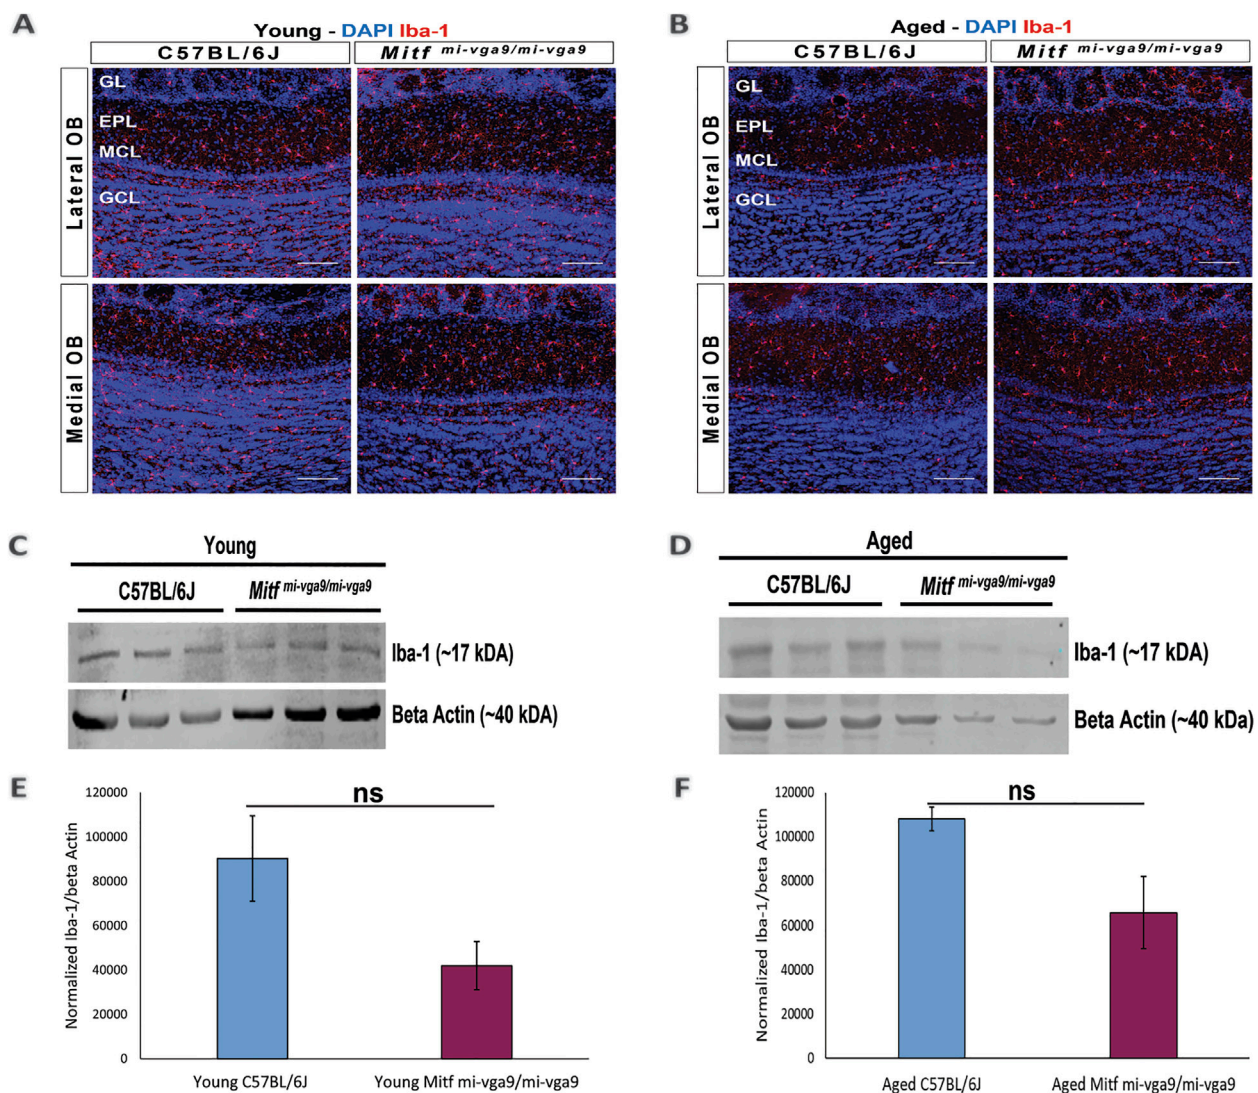 A
Young - DAPI Iba-1
C57BL/6J
Mitf mi-vga9/mi-vga9
Lateral OB
GL
EPL
MCL
GCL
Medial OB
B
Aged - DAPI Iba-1
C57BL/6J
Mitf mi-vga9/mi-vga9
Lateral OB
GL
EPL
MCL
GCL
Medial OB
C
Young
C57BL/6J
Mitf mi-vga9/mi-vga9
Iba-1 (~17 kDA)
Beta Actin (~40 kDA)
D
Aged
C57BL/6J
Mitf mi-vga9/mi-vga9
Iba-1 (~17 kDA)
Beta Actin (~40 kDa)
E
ns
Normalized Iba-1/beta Actin
120000
100000
80000
60000
40000
20000
0
Young C57BL/6J
Young Mitf mi-vga9/mi-vga9
F
ns
Normalized Iba-1/beta Actin
120000
100000
80000
60000
40000
20000
0
Aged C57BL/6J
Aged Mitf mi-vga9/mi-vga9